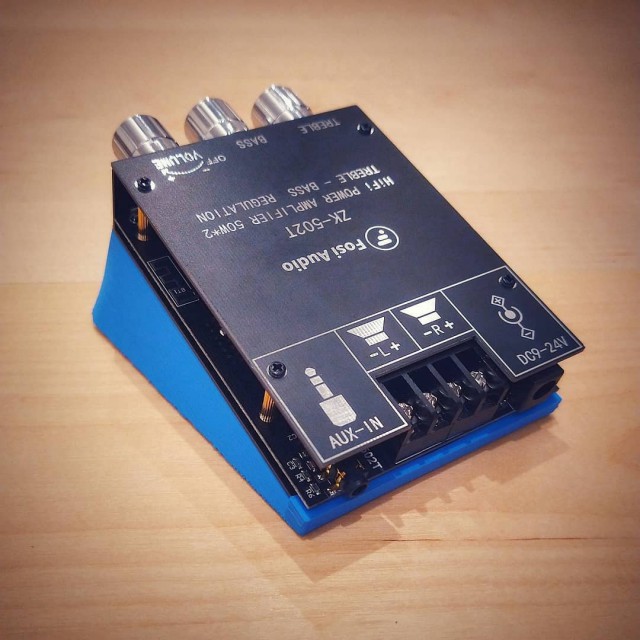 TREBLE
BASS
OFF
VOLUME
- +
HiFi POWER AMPLIFIER 50W*2
TREBLE - BASS REGULATION
ZK-502T
Fosi Audio
-L+
-R+
DC9-24V
AUX-IN
02T